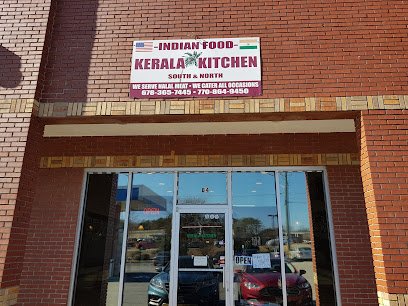 -INDIAN FOOD-
KERALA KITCHEN
SOUTH & NORTH
WE SERVE HALAL MEAT • WE CATER ALL OCCASIONS
678-365-7445 - 770-864-9450
OPEN